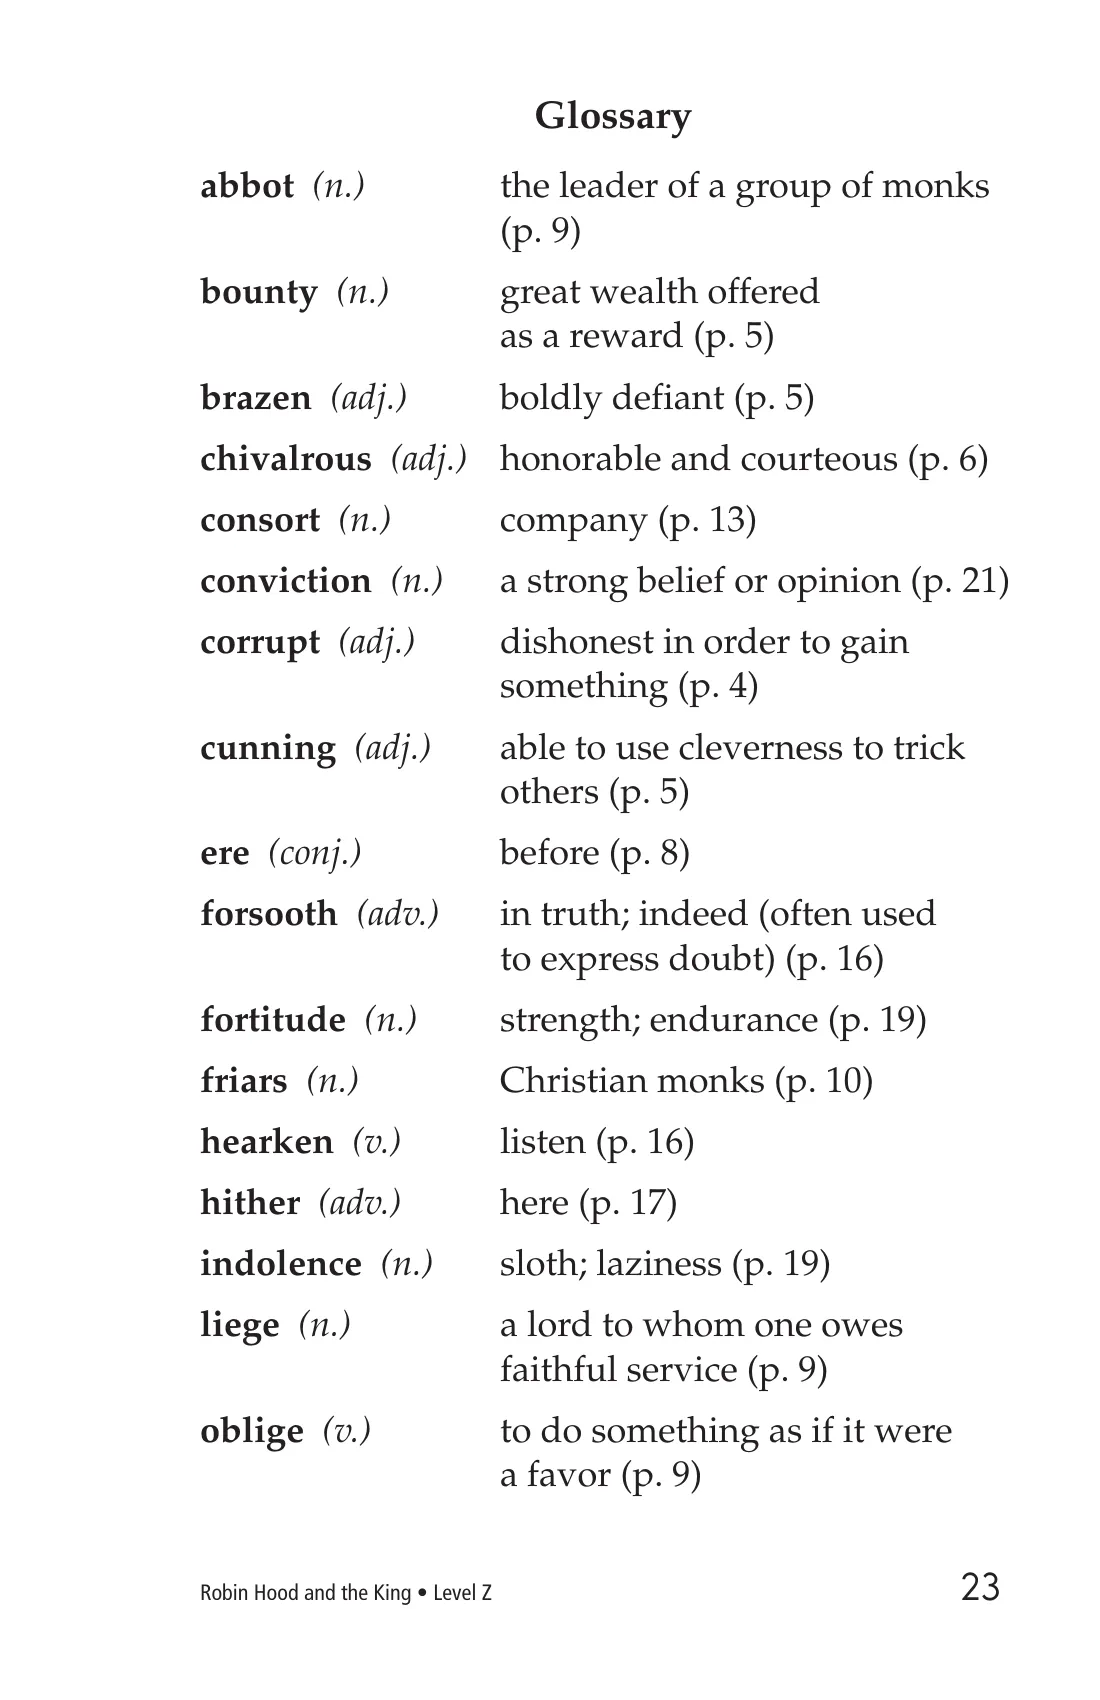 Glossary
abbot (n.) the leader of a group of monks
(p. 9)
bounty (n.) great wealth offered
as a reward (p. 5)
brazen (adj.) boldly defiant (p. 5)
chivalrous (adj.) honorable and courteous (p. 6)
consort (n.) company (p. 13)
conviction (n.) a strong belief or opinion (p. 21)
corrupt (adj.) dishonest in order to gain
something (p. 4)
cunning (adj.) able to use cleverness to trick
others (p. 5)
ere (conj.) before (p. 8)
forsooth (adv.) in truth; indeed (often used
to express doubt) (p. 16)
fortitude (n.) strength; endurance (p. 19)
friars (n.) Christian monks (p. 10)
hearken (v.) listen (p. 16)
hither (adv.) here (p. 17)
indolence (n.) sloth; laziness (p. 19)
liege (n.) a lord to whom one owes
faithful service (p. 9)
oblige (v.) to do something as if it were
a favor (p. 9)
Robin Hood and the King • Level Z 23